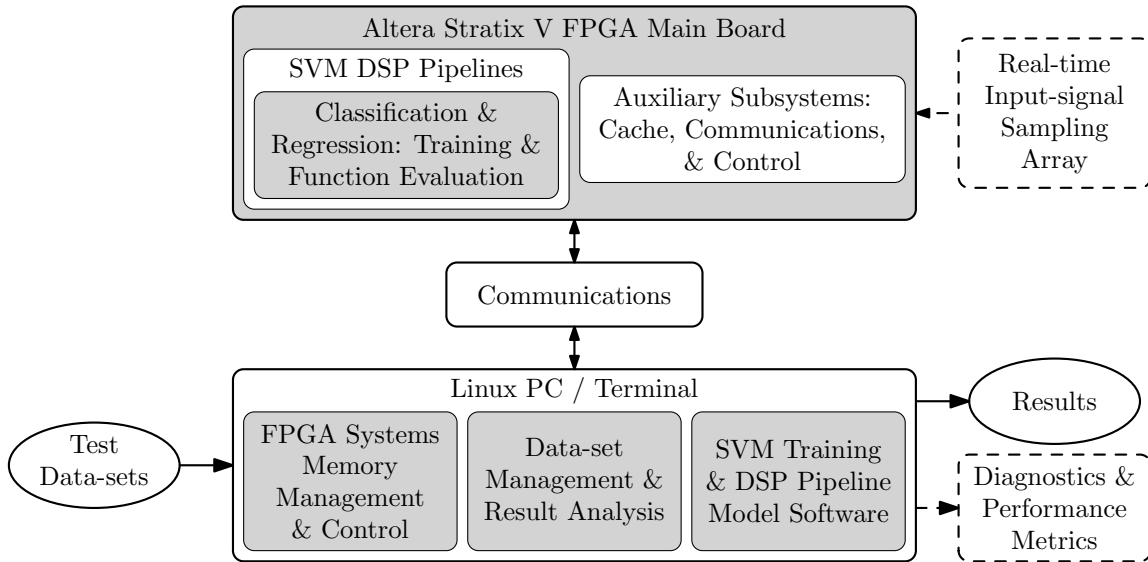 Altera Stratix V FPGA Main Board
SVM DSP Pipelines
Classification &
Regression: Training &
Function Evaluation
Auxiliary Subsystems:
Cache, Communications,
& Control
Real-time
Input-signal
Sampling
Array
Communications
Linux PC / Terminal
Test
Data-sets
FPGA Systems
Memory
Management
& Control
Data-set
Management &
Result Analysis
SVM Training
& DSP Pipeline
Model Software
Results
Diagnostics &
Performance
Metrics